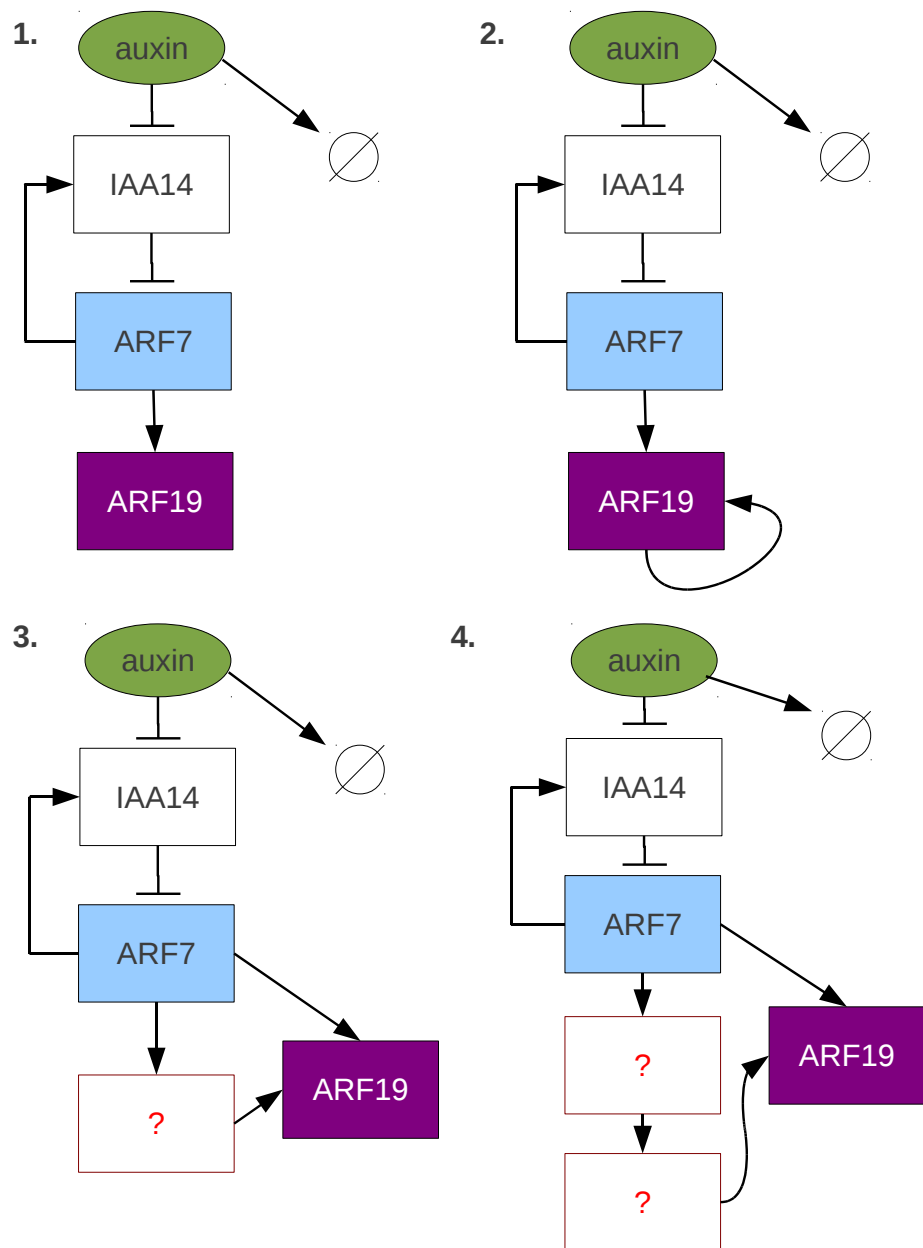 1.
auxin
IAA14
ARF7
ARF19
2.
auxin
IAA14
ARF7
ARF19
3.
auxin
IAA14
ARF7
?
ARF19
4.
auxin
IAA14
ARF7
?
ARF19
?